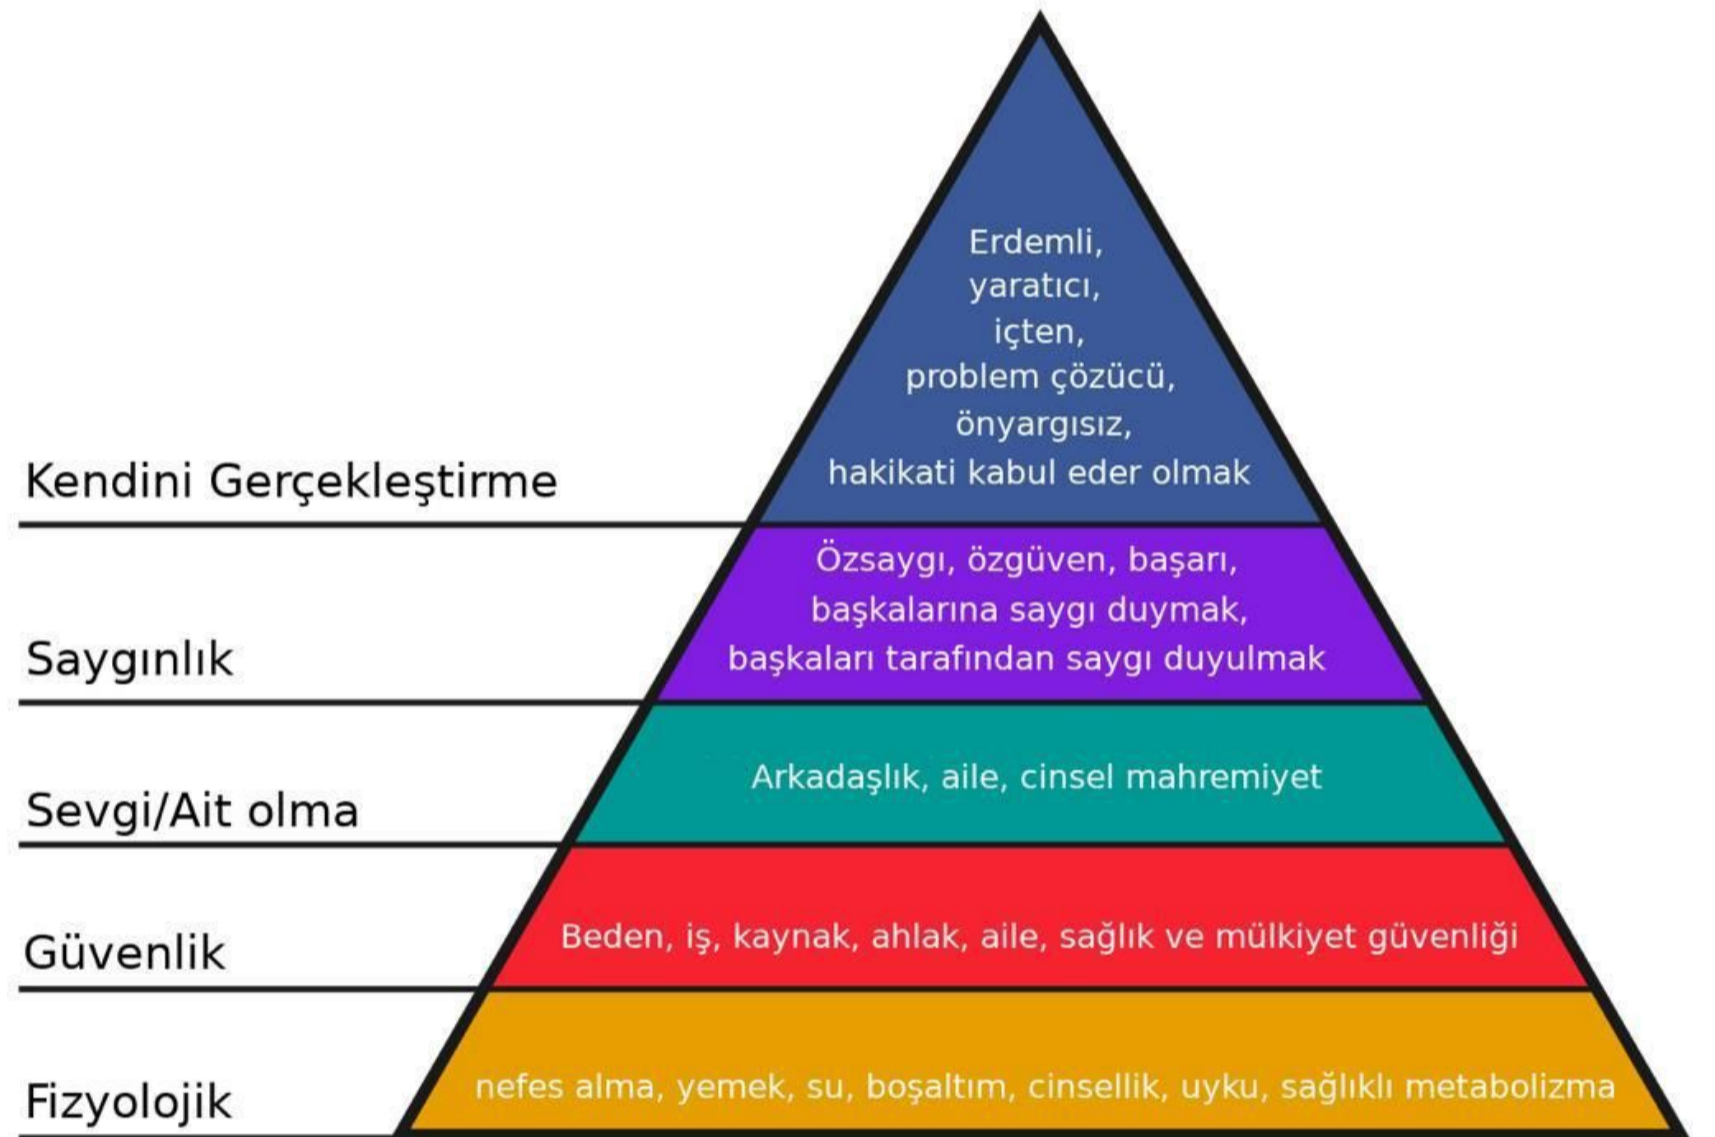 Erdemli,
yaratıcı,
içten,
problem çözücü,
önyargısız,
hakikati kabul eder olmak
Kendini Gerçekleştirme
Özsaygı, özgüven, başarı,
başkalarına saygı duymak,
başkaları tarafından saygı duyulmak
Saygınlık
Arkadaşlık, aile, cinsel mahremiyet
Sevgi/Ait olma
Beden, iş, kaynak, ahlak, aile, sağlık ve mülkiyet güvenliği
Güvenlik
nefes alma, yemek, su, boşaltım, cinsellik, uyku, sağlıklı metabolizma
Fizyolojik